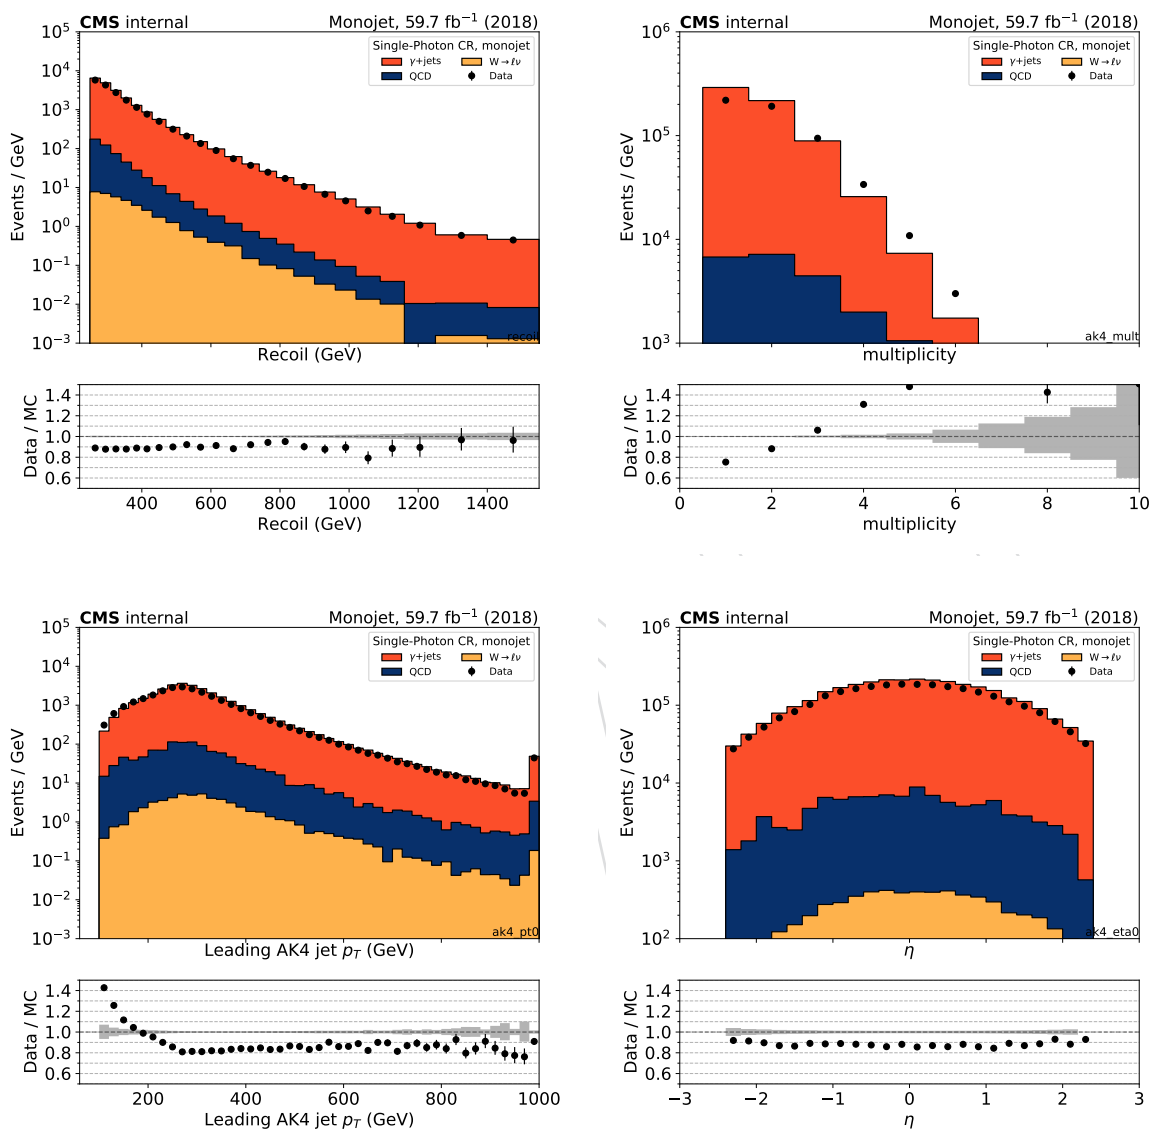 CMS internal Monojet, 59.7 fb⁻¹ (2018)
Single-Photon CR, monojet
γ+jets W→ℓν
QCD Data
Events / GeV
10⁵
10⁴
10³
10²
10¹
10⁰
10⁻¹
10⁻²
10⁻³
recoil
Recoil (GeV)
Data / MC
1.4
1.2
1.0
0.8
0.6
400 600 800 1000 1200 1400
Recoil (GeV)
CMS internal Monojet, 59.7 fb⁻¹ (2018)
Single-Photon CR, monojet
γ+jets W→ℓν
QCD Data
Events / GeV
10⁶
10⁵
10⁴
10³
ak4_mult
multiplicity
Data / MC
1.4
1.2
1.0
0.8
0.6
0 2 4 6 8 10
multiplicity
CMS internal Monojet, 59.7 fb⁻¹ (2018)
Single-Photon CR, monojet
γ+jets W→ℓν
QCD Data
Events / GeV
10⁵
10⁴
10³
10²
10¹
10⁰
10⁻¹
10⁻²
10⁻³
ak4_pt0
Leading AK4 jet p_T (GeV)
Data / MC
1.4
1.2
1.0
0.8
0.6
200 400 600 800 1000
Leading AK4 jet p_T (GeV)
CMS internal Monojet, 59.7 fb⁻¹ (2018)
Single-Photon CR, monojet
γ+jets W→ℓν
QCD Data
Events / GeV
10⁶
10⁵
10⁴
10³
10²
ak4_eta0
η
Data / MC
1.4
1.2
1.0
0.8
0.6
−3 −2 −1 0 1 2 3
η